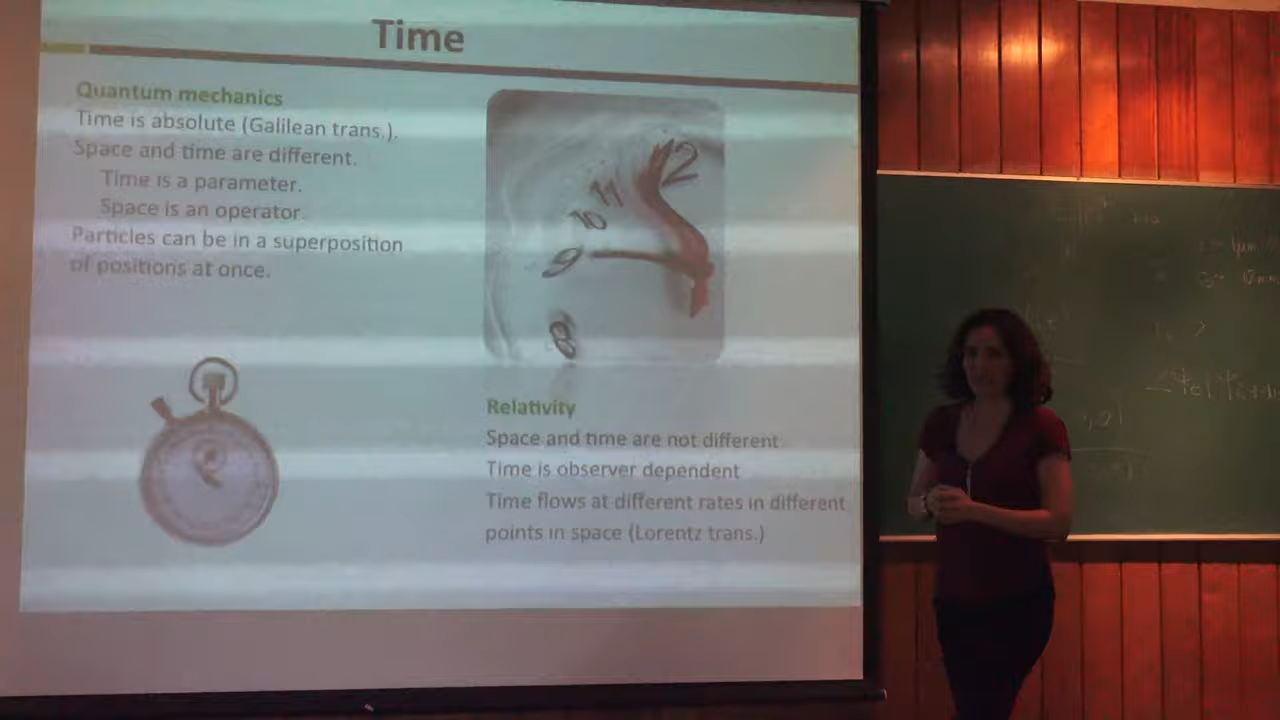 Time
Quantum mechanics
Time is absolute (Galilean trans.).
Space and time are different.
Time is a parameter.
Space is an operator.
Particles can be in a superposition
of positions at once.
12
11
10
9
8
Relativity
Space and time are not different
Time is observer dependent
Time flows at different rates in different
points in space (Lorentz trans.)